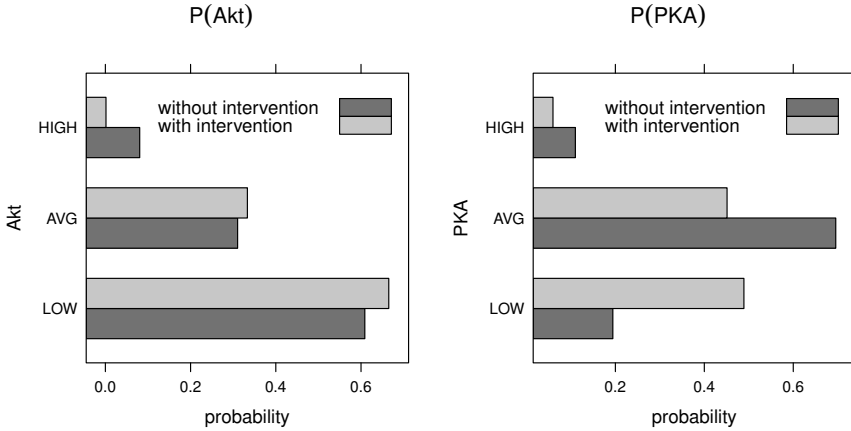 P(Akt)
without intervention
with intervention
HIGH
AVG
LOW
Akt
0.0 0.2 0.4 0.6
probability
P(PKA)
without intervention
with intervention
HIGH
AVG
LOW
PKA
0.2 0.4 0.6
probability